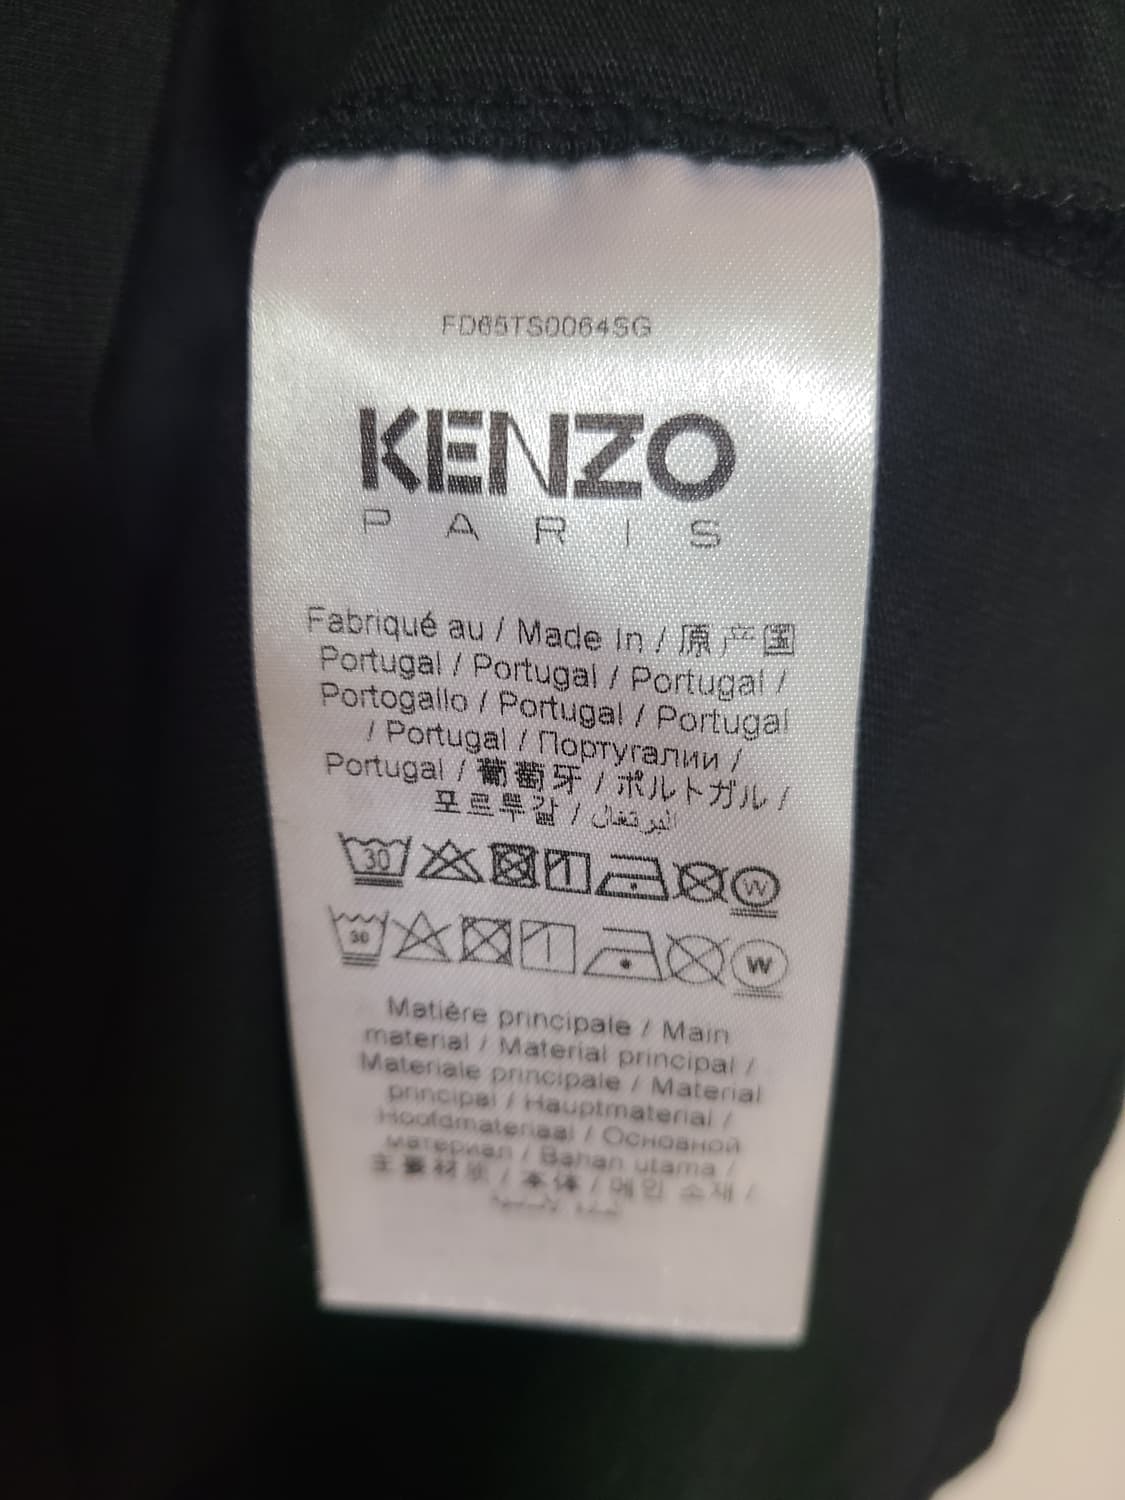 FD65TS0064SG
KENZO
PARIS
Fabriqué au / Made in / 原产国
Portugal / Portugal / Portugal /
Portogallo / Portugal / Portugal
/ Portugal / Португалии /
Portugal / 葡萄牙 / ポルトガル /
포르투갈 / البرتغال
30 W
30 W
Matière principale / Main
material / Material principal /
Materiale principale / Material
principal / Hauptmaterial /
Hoofdmateriaal / Основной
материал / Bahan utama /
主要材质 / 本体 / 메인 소재 /